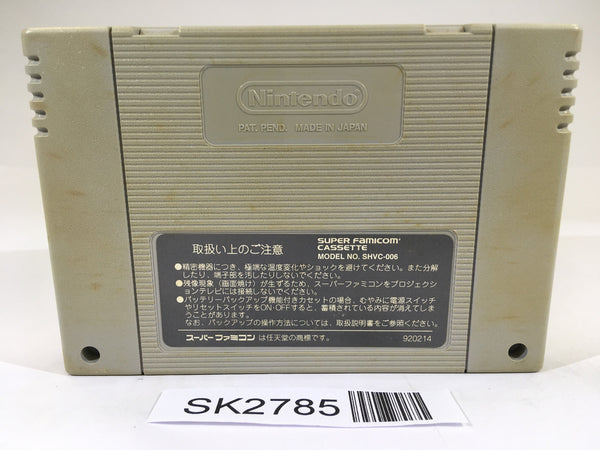 Nintendo
PAT. PEND. MADE IN JAPAN
取扱い上のご注意
SUPER FAMICOM
CASSETTE
MODEL NO. SHVC-006
●精密機器につき、極端な温度変化やショックを避けてください。また分解
したり、端子部を汚したりしないでください。
●残像現象（画面焼け）が生ずるため、スーパーファミコンをプロジェクシ
ョンテレビには接続しないでください。
●バッテリーバックアップ機能付きカセットの場合、むやみに電源スイッチ
やリセットスイッチをON・OFFすると、蓄積されている内容が消えてしま
うことがあります。
なお、バックアップの操作方法については、取扱説明書をご参照ください。
スーパーファミコン は任天堂の商標です。
920214
SK2785